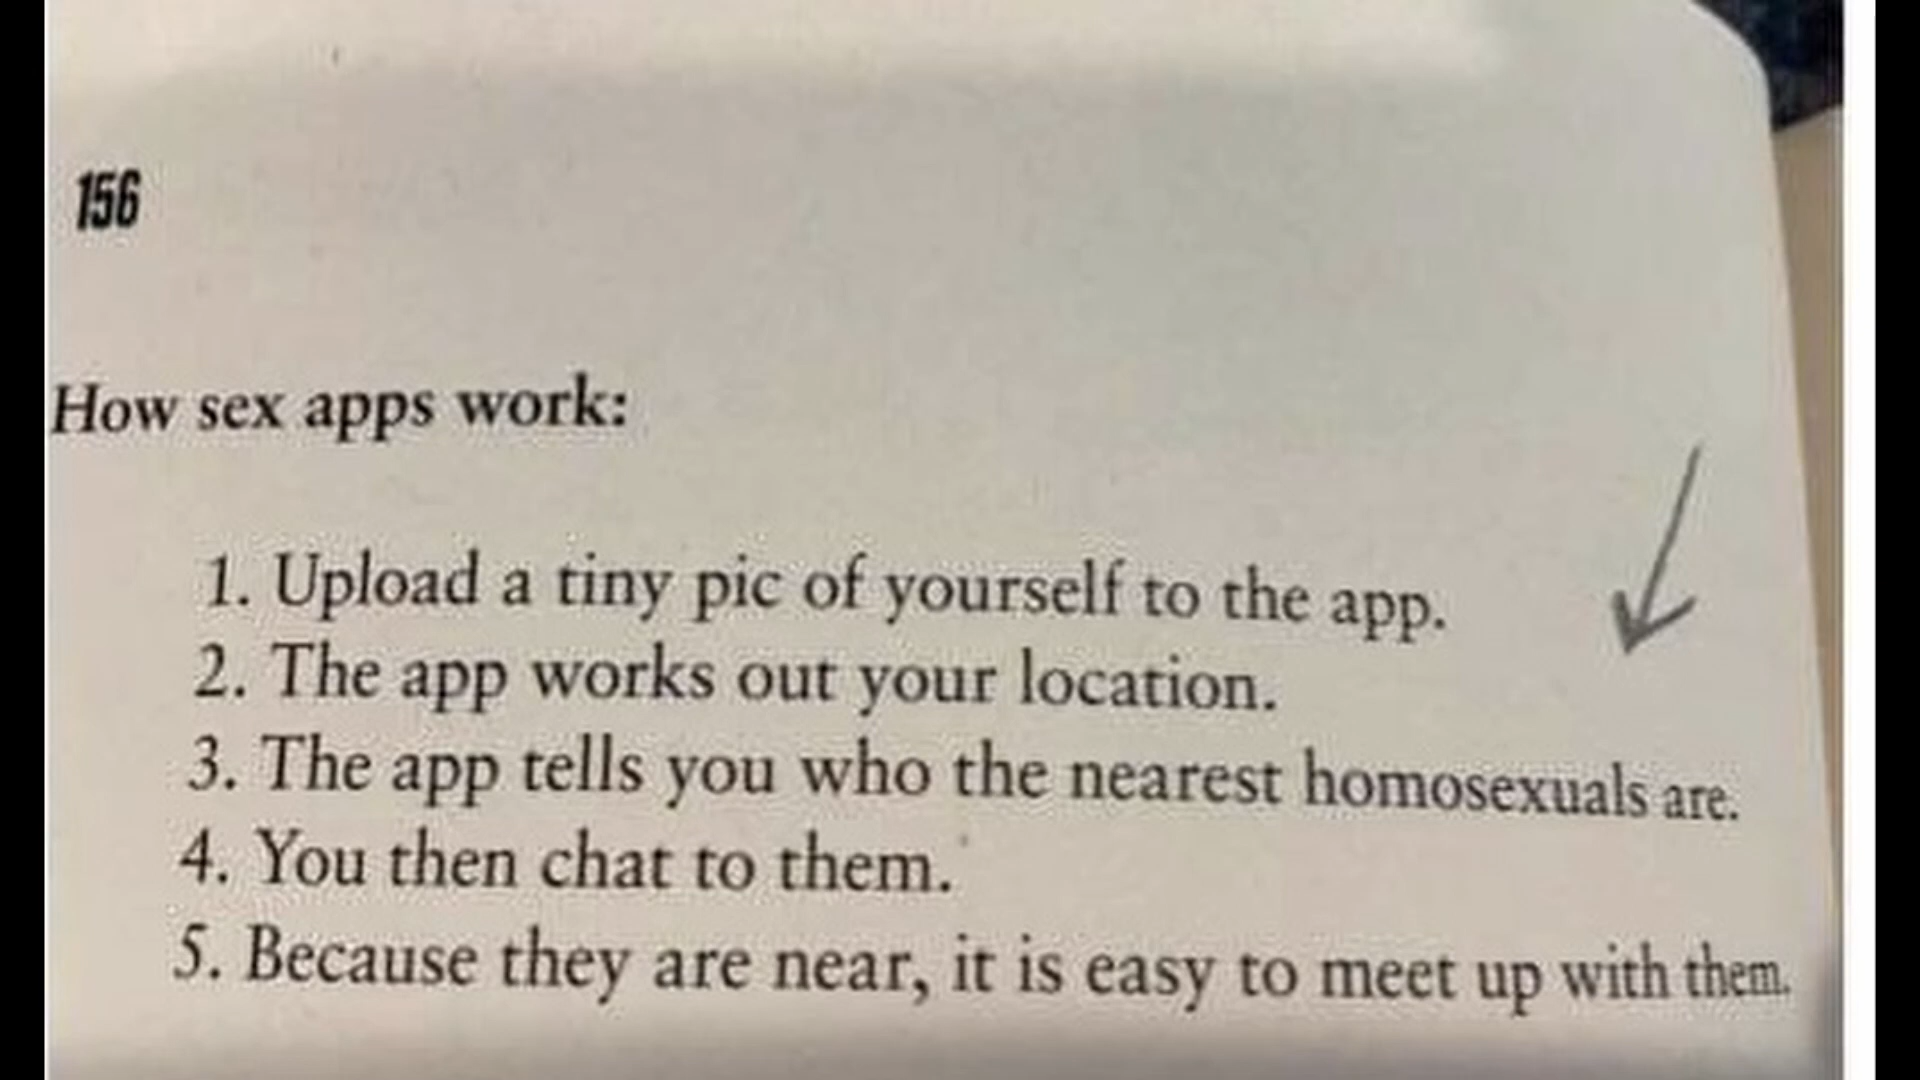 156
How sex apps work:
1. Upload a tiny pic of yourself to the app.
2. The app works out your location.
3. The app tells you who the nearest homosexuals are.
4. You then chat to them.
5. Because they are near, it is easy to meet up with them.